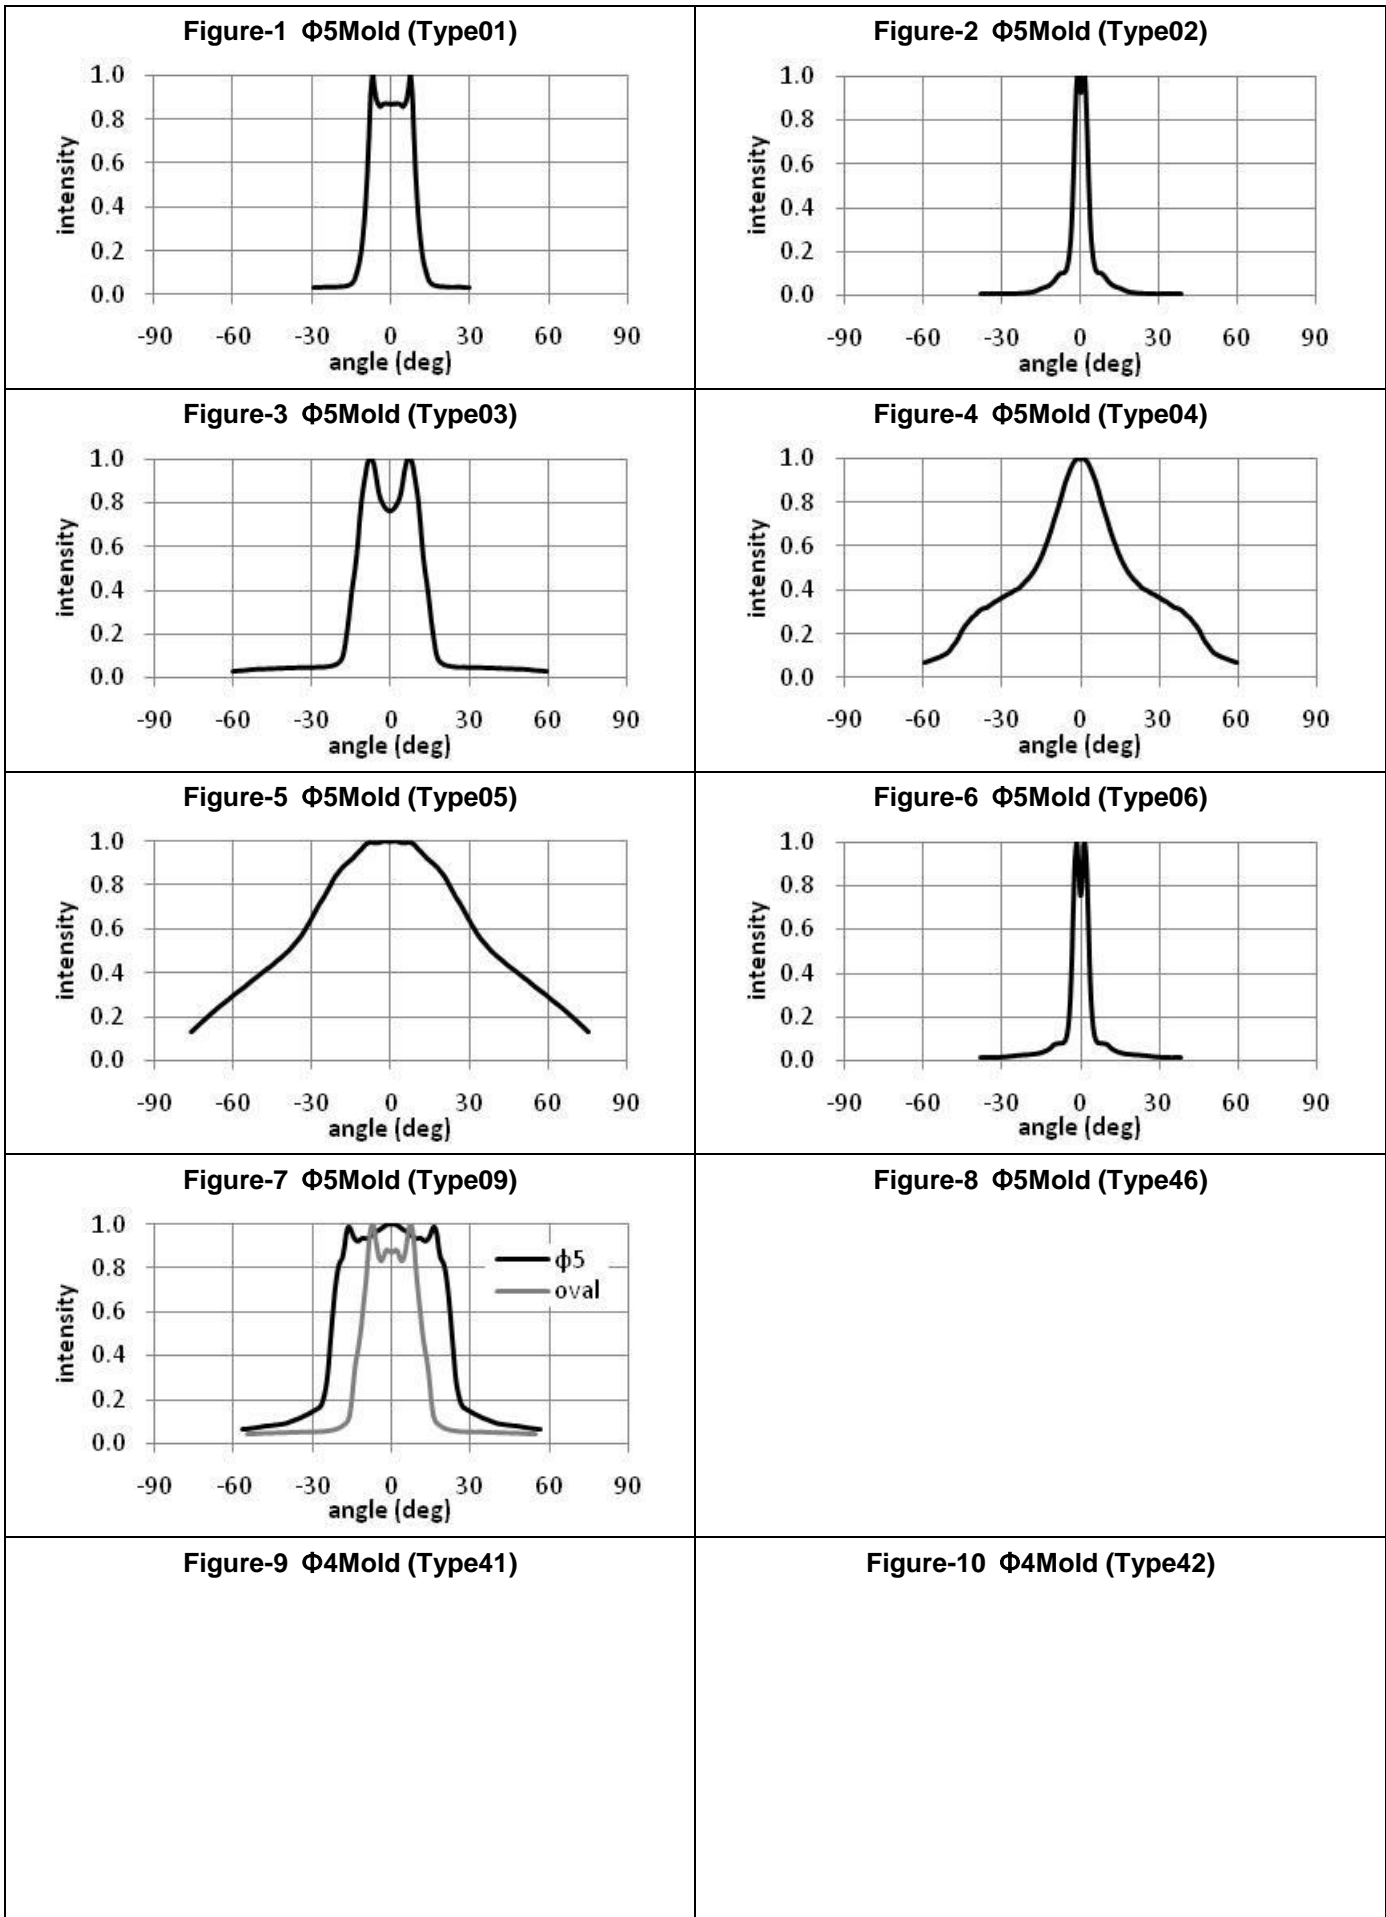 Figure-1 Φ5Mold (Type01)
1.0
0.8
0.6
0.4
0.2
0.0
intensity
-90 -60 -30 0 30 60 90
angle (deg)
Figure-2 Φ5Mold (Type02)
1.0
0.8
0.6
0.4
0.2
0.0
intensity
-90 -60 -30 0 30 60 90
angle (deg)
Figure-3 Φ5Mold (Type03)
1.0
0.8
0.6
0.4
0.2
0.0
intensity
-90 -60 -30 0 30 60 90
angle (deg)
Figure-4 Φ5Mold (Type04)
1.0
0.8
0.6
0.4
0.2
0.0
intensity
-90 -60 -30 0 30 60 90
angle (deg)
Figure-5 Φ5Mold (Type05)
1.0
0.8
0.6
0.4
0.2
0.0
intensity
-90 -60 -30 0 30 60 90
angle (deg)
Figure-6 Φ5Mold (Type06)
1.0
0.8
0.6
0.4
0.2
0.0
intensity
-90 -60 -30 0 30 60 90
angle (deg)
Figure-7 Φ5Mold (Type09)
1.0
0.8
0.6
0.4
0.2
0.0
intensity
ϕ5
oval
-90 -60 -30 0 30 60 90
angle (deg)
Figure-8 Φ5Mold (Type46)
Figure-9 Φ4Mold (Type41)
Figure-10 Φ4Mold (Type42)